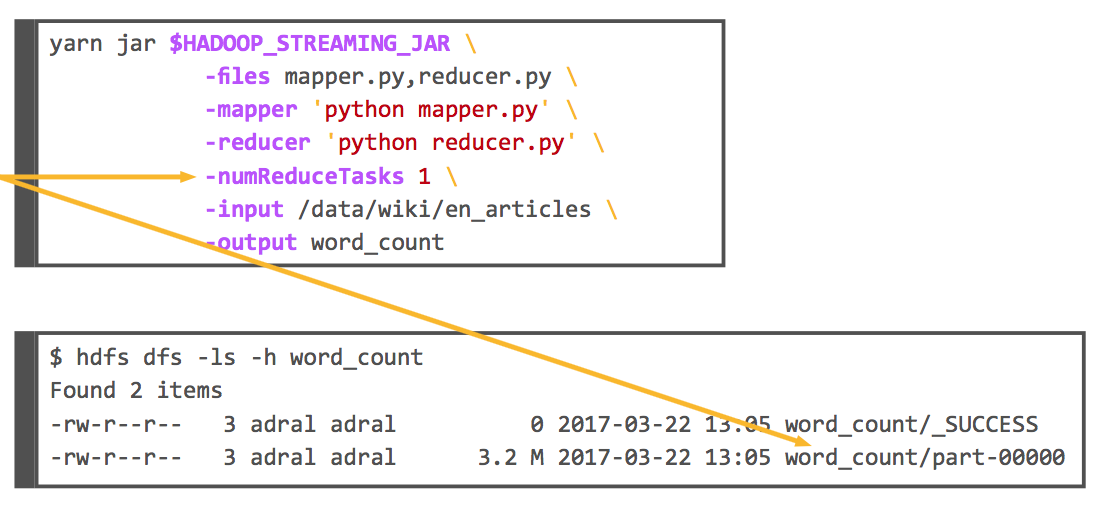 yarn jar $HADOOP_STREAMING_JAR \
-files mapper.py,reducer.py \
-mapper 'python mapper.py' \
-reducer 'python reducer.py' \
-numReduceTasks 1 \
-input /data/wiki/en_articles \
-output word_count
$ hdfs dfs -ls -h word_count
Found 2 items
-rw-r--r-- 3 adral adral 0 2017-03-22 13:05 word_count/_SUCCESS
-rw-r--r-- 3 adral adral 3.2 M 2017-03-22 13:05 word_count/part-00000